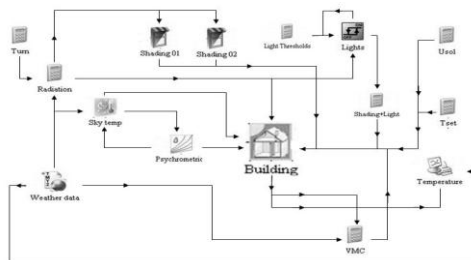 Turn
Shading 01
Shading 02
Light Thresholds
Lights
Usol
Radiation
Shading+Light
Sky temp
Tset
Psychrometris
Building
Temperature
Weather data
VMC